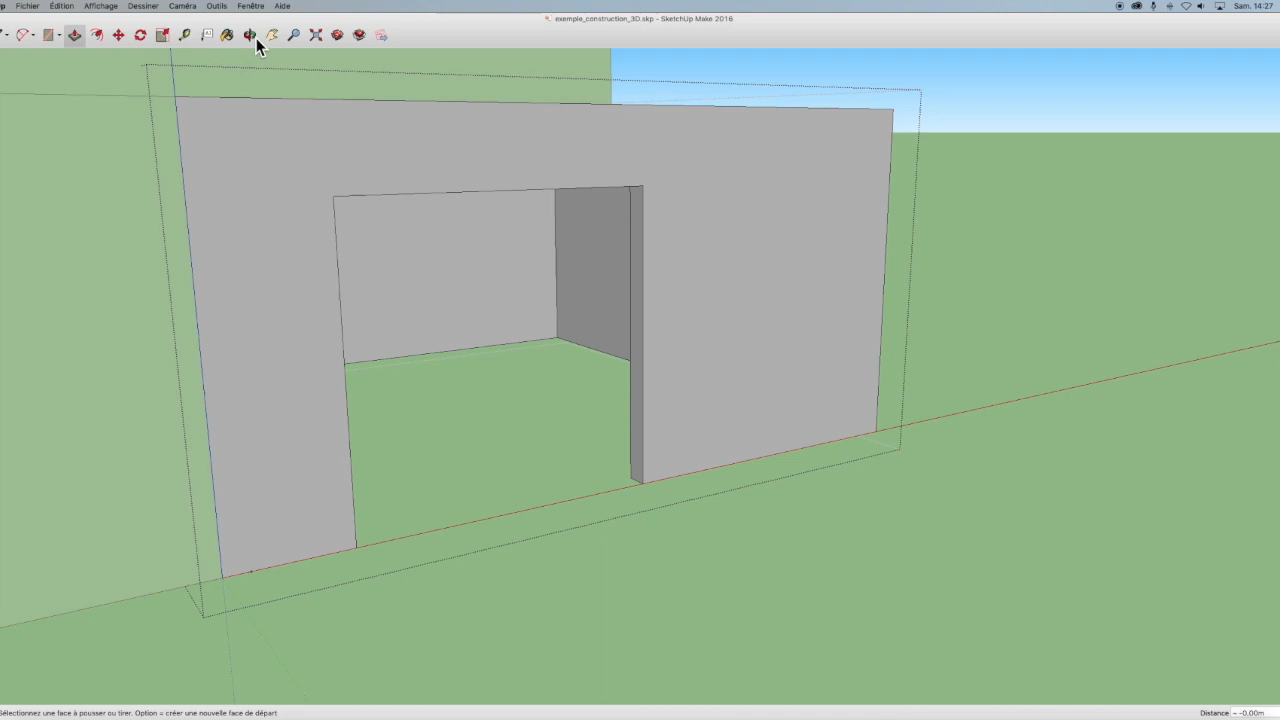 Fichier Édition Affichage Dessiner Caméra Outils Fenêtre Aide Sam. 14:27
exemple_construction_3D.skp - SketchUp Make 2016
Sélectionnez une face à pousser ou tirer. Option = créer une nouvelle face de départ Distance ~ -0,00m